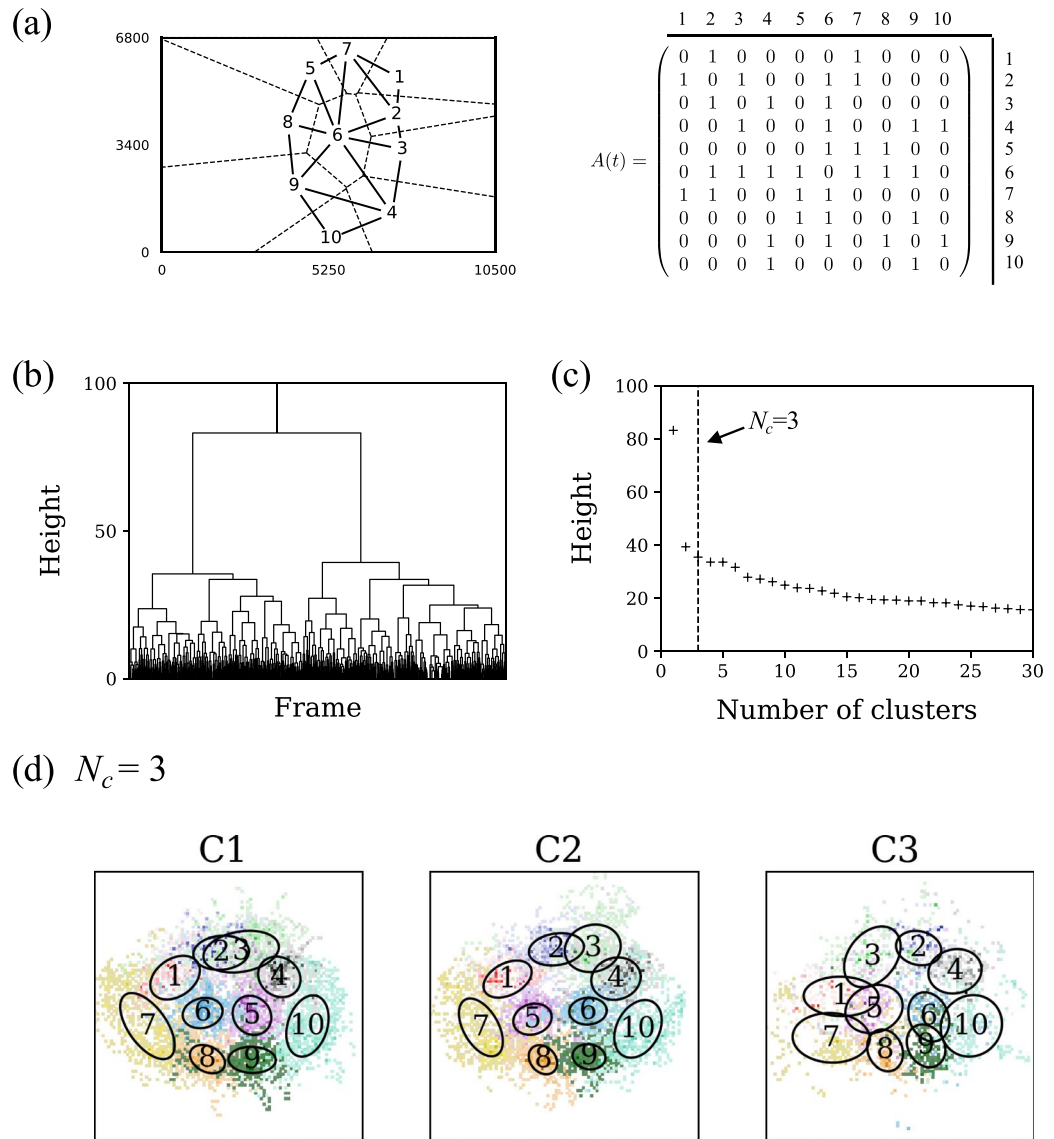 (a)
6800
3400
0
0
5250
10500
7
5
1
2
8
6
3
9
4
10
1 2 3 4 5 6 7 8 9 10
A(t) =
0 1 0 0 0 0 1 0 0 0 1
1 0 1 0 0 1 1 0 0 0 2
0 1 0 1 0 1 0 0 0 0 3
0 0 1 0 0 1 0 0 1 1 4
0 0 0 0 0 1 1 1 0 0 5
0 1 1 1 1 0 1 1 1 0 6
1 1 0 0 1 1 0 0 0 0 7
0 0 0 0 1 1 0 0 1 0 8
0 0 0 1 0 1 0 1 0 1 9
0 0 0 1 0 0 0 0 1 0 10
(b)
100
50
0
Height
Frame
(c)
100
80
60
40
20
0
Height
Nc=3
0 5 10 15 20 25 30
Number of clusters
(d) Nc = 3
C1
2 3
1 4
6 5
7 10
8 9
C2
2 3
1 4
5 6
7 10
8 9
C3
3 2
4
1 5 6
7 10
8 9